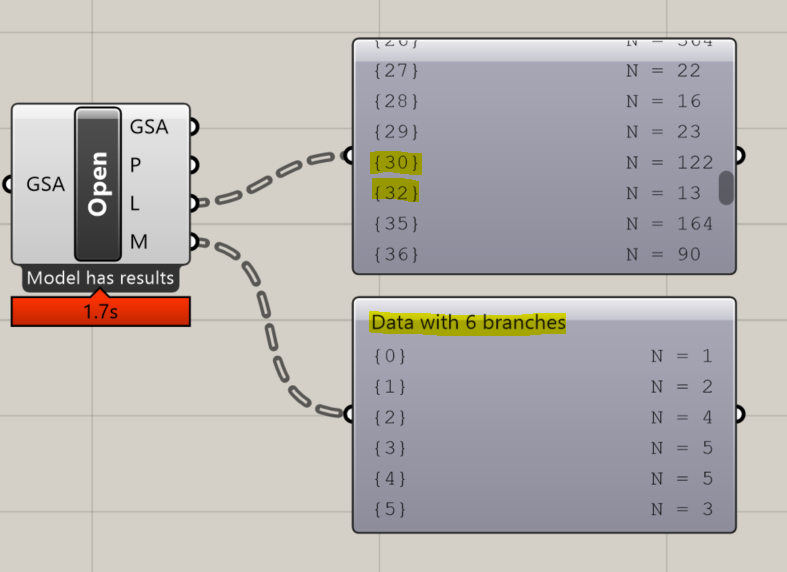 GSA
Open
GSA
P
L
M
Model has results
1.7s
{27} N = 22
{28} N = 16
{29} N = 23
{30} N = 122
{32} N = 13
{35} N = 164
{36} N = 90
Data with 6 branches
{0} N = 1
{1} N = 2
{2} N = 4
{3} N = 5
{4} N = 5
{5} N = 3